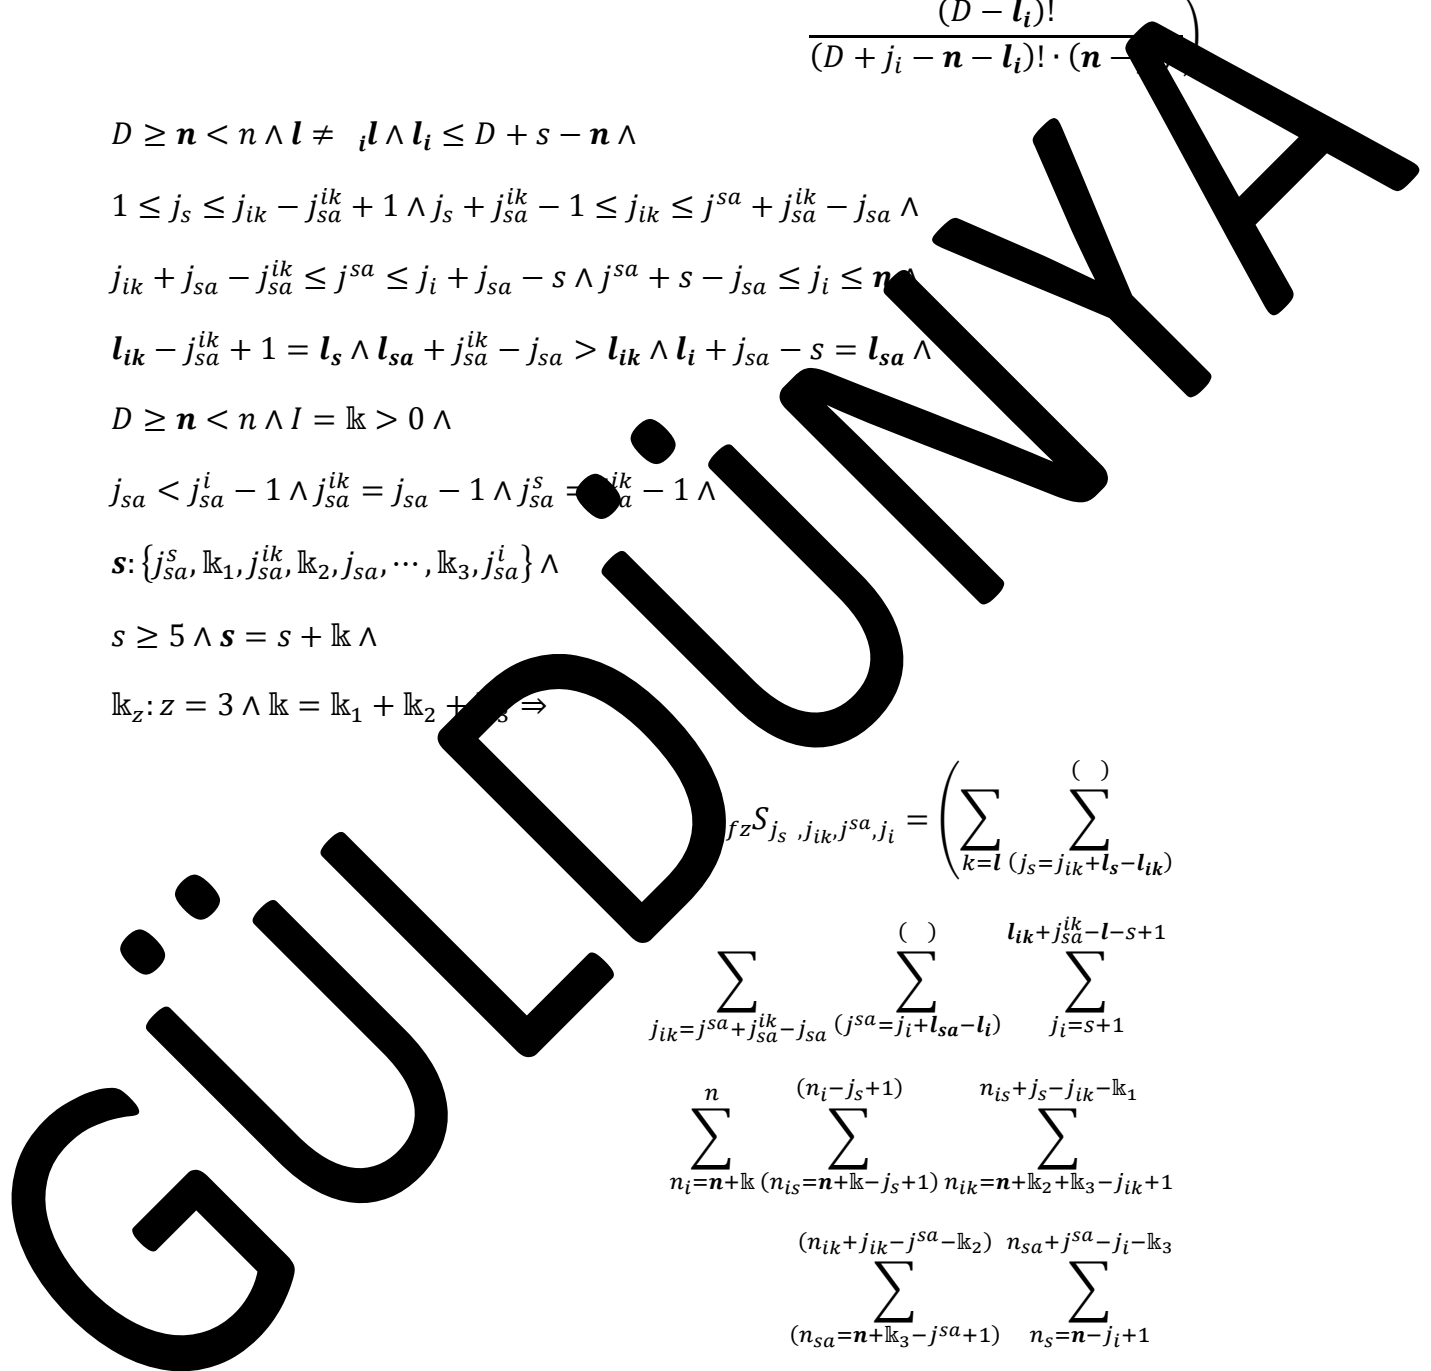 (D − l_i)!
(D + j_i − n − l_i)! · (n −
D ≥ n < n ∧ l ≠ _il ∧ l_i ≤ D + s − n ∧
1 ≤ j_s ≤ j_ik − j_sa^ik + 1 ∧ j_s + j_sa^ik − 1 ≤ j_ik ≤ j^sa + j_sa^ik − j_sa ∧
j_ik + j_sa − j_sa^ik ≤ j^sa ≤ j_i + j_sa − s ∧ j^sa + s − j_sa ≤ j_i ≤ n ∧
l_ik − j_sa^ik + 1 = l_s ∧ l_sa + j_sa^ik − j_sa > l_ik ∧ l_i + j_sa − s = l_sa ∧
D ≥ n < n ∧ I = 𝕜 > 0 ∧
j_sa < j_sa^i − 1 ∧ j_sa^ik = j_sa − 1 ∧ j_sa^s = j_sa^ik − 1 ∧
s: {j_sa^s, 𝕜_1, j_sa^ik, 𝕜_2, j_sa, ⋯ , 𝕜_3, j_sa^i} ∧
s ≥ 5 ∧ s = s + 𝕜 ∧
𝕜_z: z = 3 ∧ 𝕜 = 𝕜_1 + 𝕜_2 + 𝕜_3 ⇒
( )
_fz S_{j_s ,j_ik,j^sa,j_i} = ( ∑ ∑
k=l (j_s=j_ik+l_s−l_ik)
( ) l_ik+j_sa^ik−l−s+1
∑ ∑ ∑
j_ik=j^sa+j_sa^ik−j_sa (j^sa=j_i+l_sa−l_i) j_i=s+1
n (n_i−j_s+1) n_is+j_s−j_ik−𝕜_1
∑ ∑ ∑
n_i=n+𝕜 (n_is=n+𝕜−j_s+1) n_ik=n+𝕜_2+𝕜_3−j_ik+1
(n_ik+j_ik−j^sa−𝕜_2) n_sa+j^sa−j_i−𝕜_3
∑ ∑
(n_sa=n+𝕜_3−j^sa+1) n_s=n−j_i+1
GÜLDÜNYA